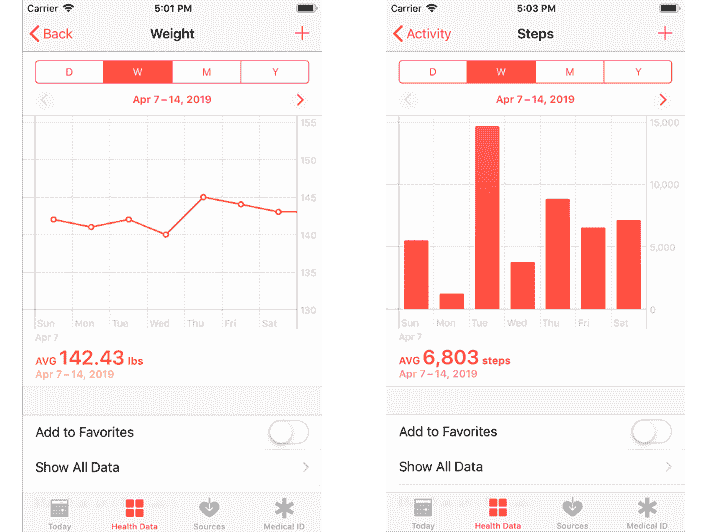 Carrier 5:01 PM
Back Weight +
D W M Y
Apr 7 – 14, 2019
155
150
145
140
135
130
Sun Mon Tue Wed Thu Fri Sat
Apr 7
AVG 142.43 lbs
Apr 7 – 14, 2019
Add to Favorites
Show All Data
Today Health Data Sources Medical ID
Carrier 5:03 PM
Activity Steps +
D W M Y
Apr 7 – 14, 2019
15,000
10,000
5,000
0
Sun Mon Tue Wed Thu Fri Sat
Apr 7
AVG 6,803 steps
Apr 7 – 14, 2019
Add to Favorites
Show All Data
Today Health Data Sources Medical ID